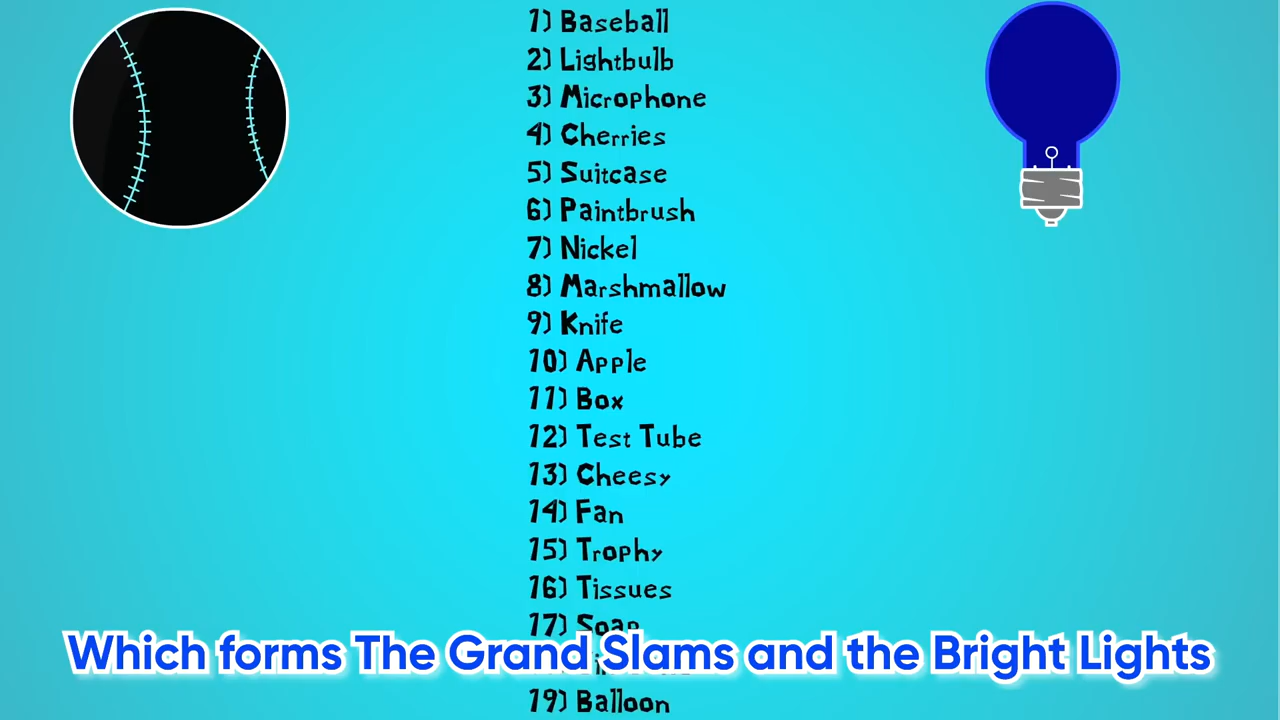 1) Baseball
2) Lightbulb
3) Microphone
4) Cherries
5) Suitcase
6) Paintbrush
7) Nickel
8) Marshmallow
9) Knife
10) Apple
11) Box
12) Test Tube
13) Cheesy
14) Fan
15) Trophy
16) Tissues
17) Soap
Which forms The Grand Slams and the Bright Lights
19) Balloon